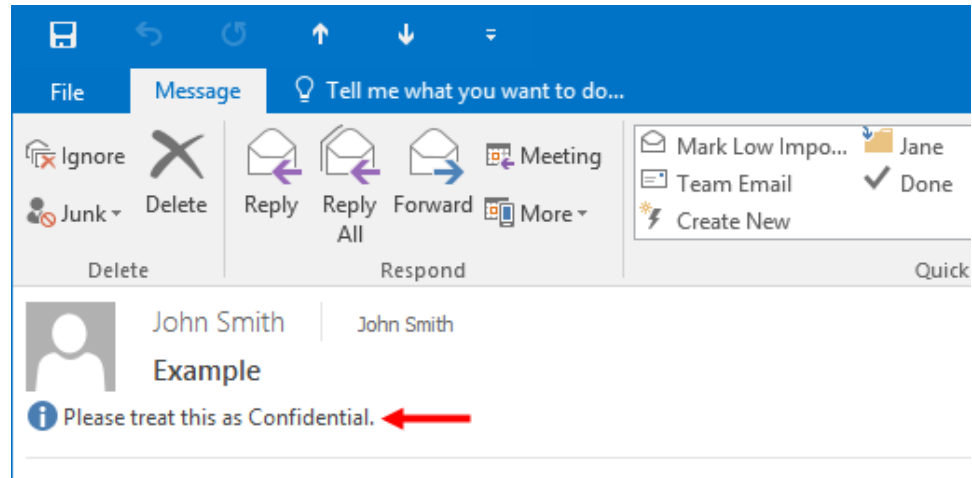 File Message Tell me what you want to do...
Ignore
Junk
Delete
Reply
Reply All
Forward
Meeting
More
Mark Low Impo...
Team Email
Create New
Jane
Done
Delete Respond Quick
John Smith John Smith
Example
Please treat this as Confidential.